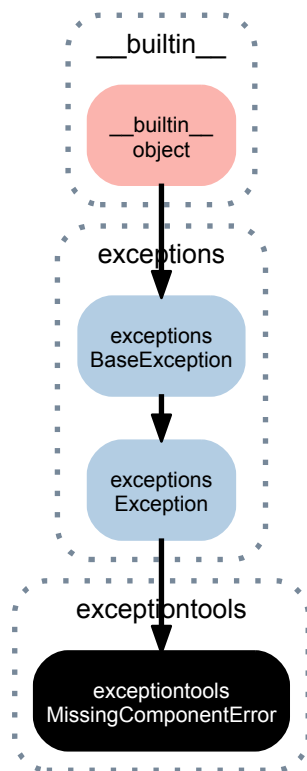 __builtin__
__builtin__
object
exceptions
exceptions
BaseException
exceptions
Exception
exceptiontools
exceptiontools
MissingComponentError